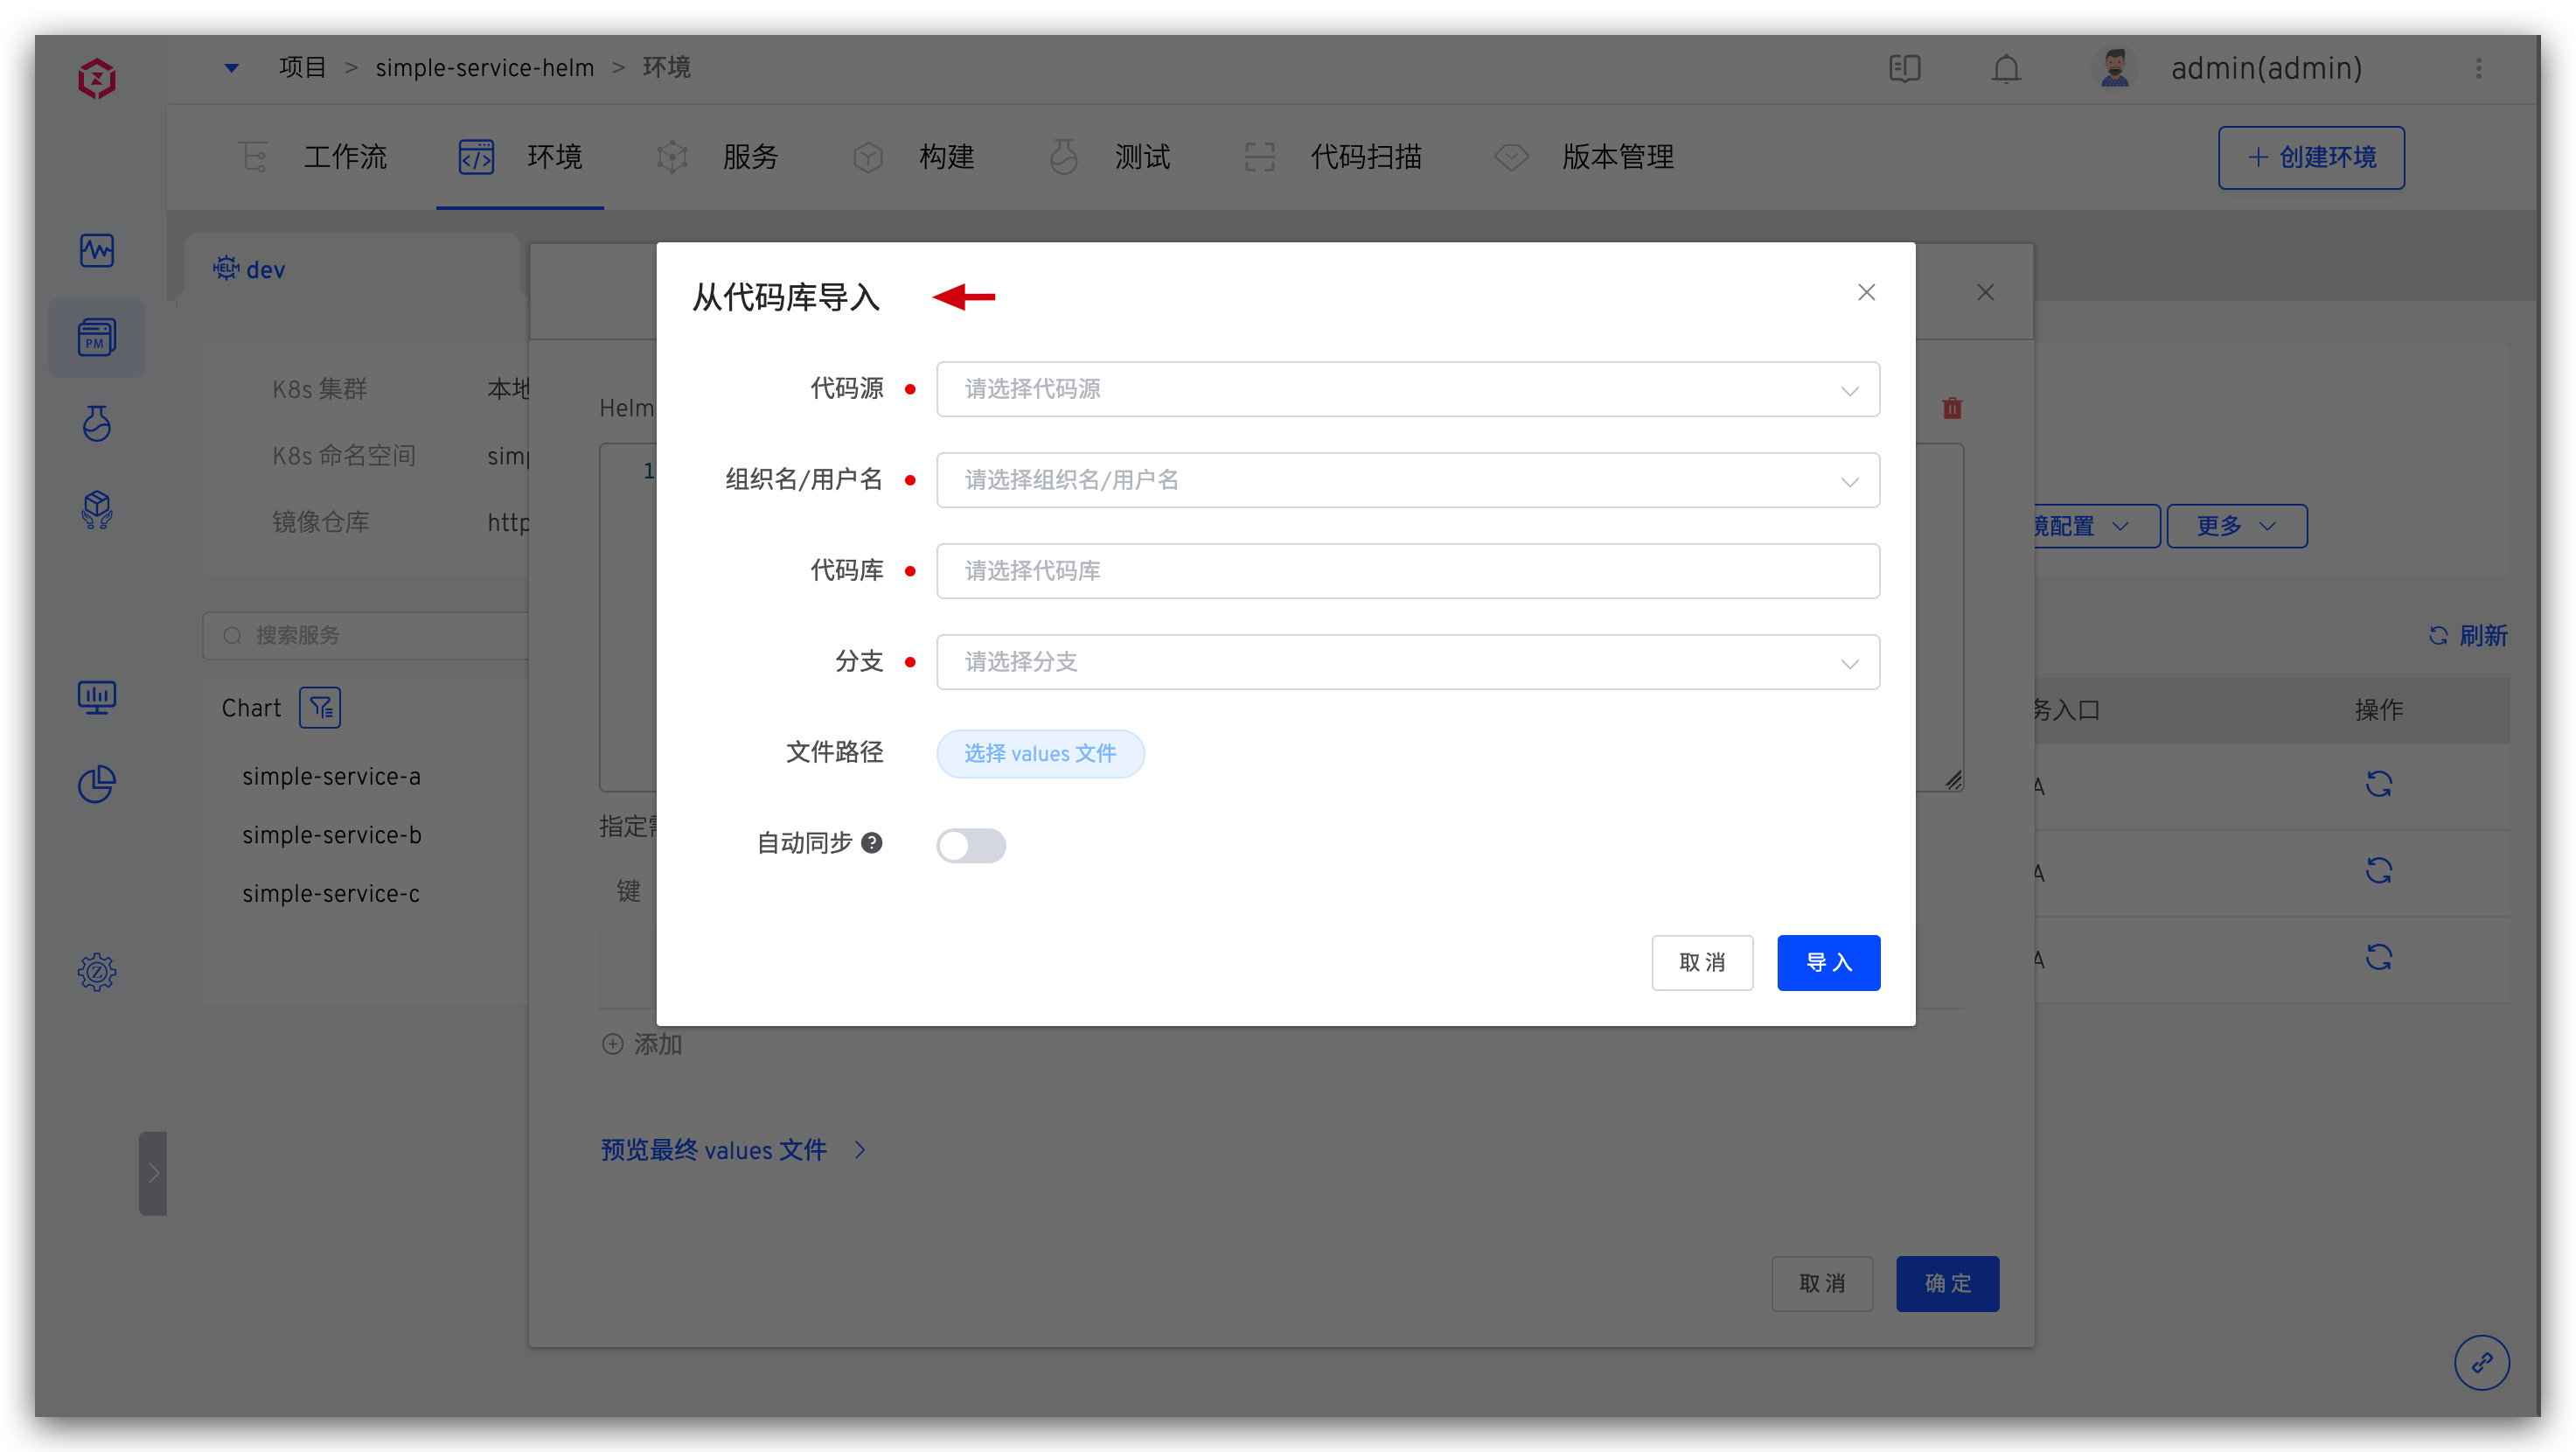 项目 > simple-service-helm > 环境
admin(admin)
工作流
环境
服务
构建
测试
代码扫描
版本管理
+ 创建环境
HELM dev
PM
K8s 集群 本地
K8s 命名空间 simp
镜像仓库 http
搜索服务
Chart
simple-service-a
simple-service-b
simple-service-c
Helm
1
指定
键
添加
预览最终 values 文件 >
取消
确定
从代码库导入
代码源 请选择代码源
组织名/用户名 请选择组织名/用户名
代码库 请选择代码库
分支 请选择分支
文件路径 选择 values 文件
自动同步 ?
取消
导入
境配置
更多
刷新
务入口 操作
A
A
A